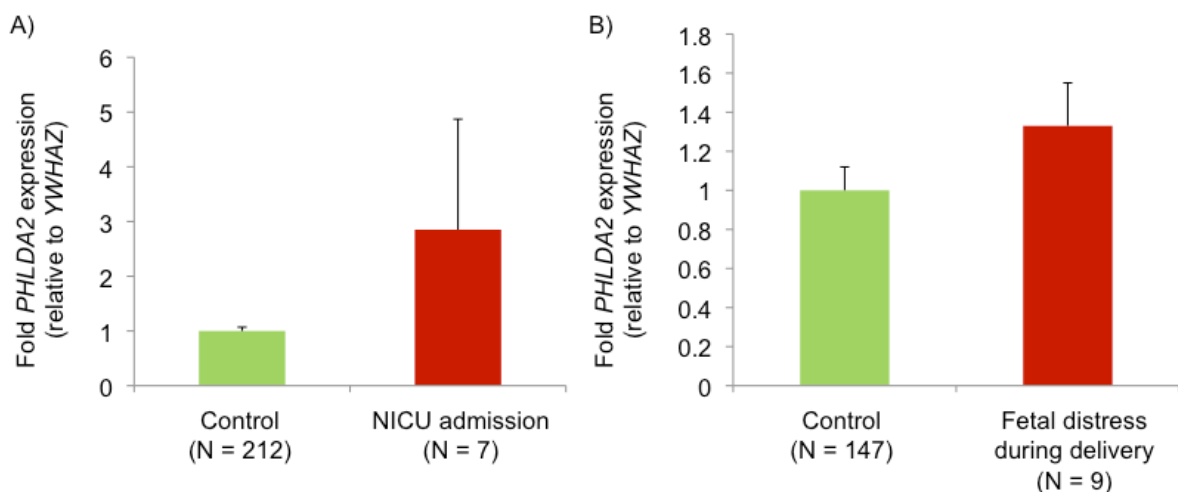 A)
Fold PHLDA2 expression
(relative to YWHAZ)
6
5
4
3
2
1
0
Control
(N = 212)
NICU admission
(N = 7)
B)
Fold PHLDA2 expression
(relative to YWHAZ)
1.8
1.6
1.4
1.2
1
0.8
0.6
0.4
0.2
0
Control
(N = 147)
Fetal distress
during delivery
(N = 9)